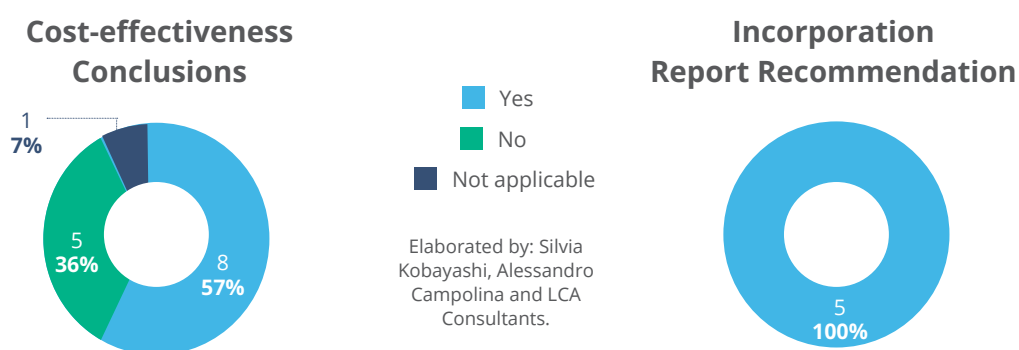 Cost-effectiveness
Conclusions
1
7%
5
36%
8
57%
Yes
No
Not applicable
Elaborated by: Silvia
Kobayashi, Alessandro
Campolina and LCA
Consultants.
Incorporation
Report Recommendation
5
100%